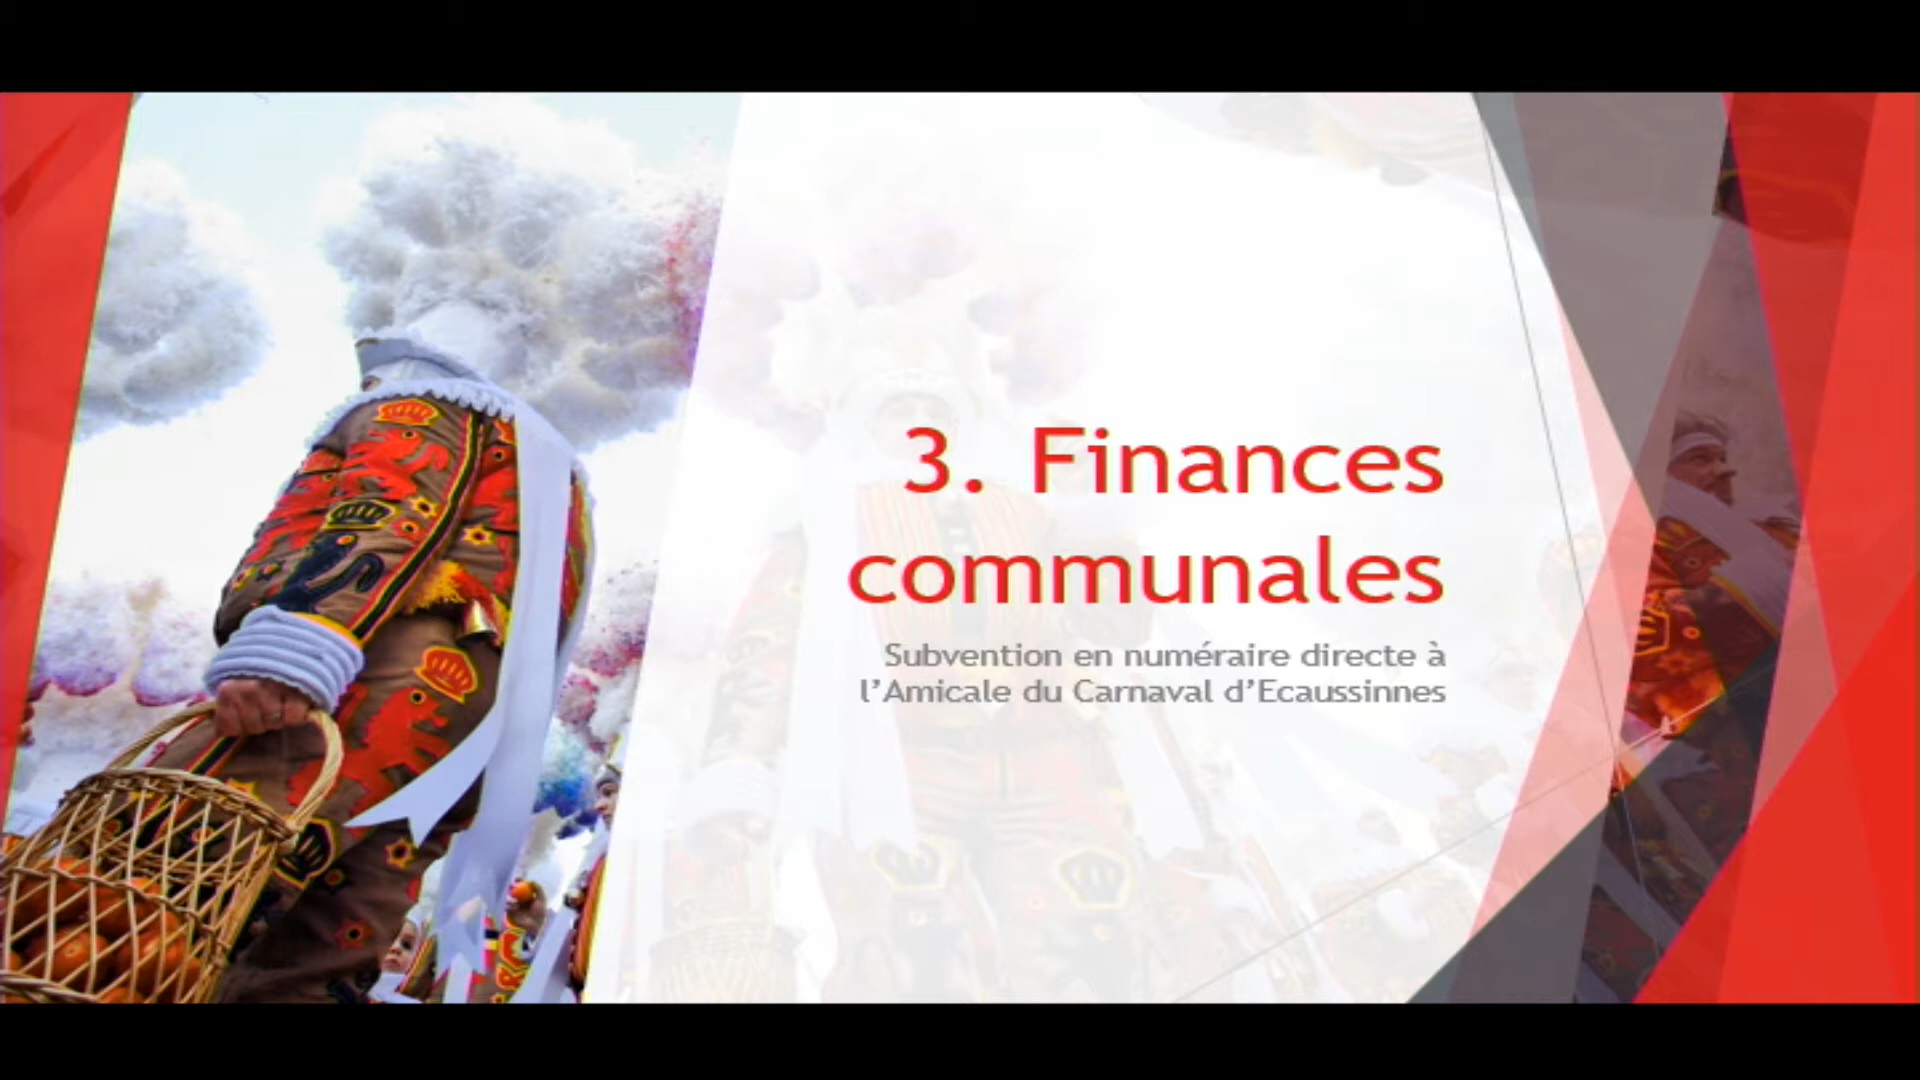 3. Finances
communales
Subvention en numéraire directe à
l’Amicale du Carnaval d’Ecaussinnes